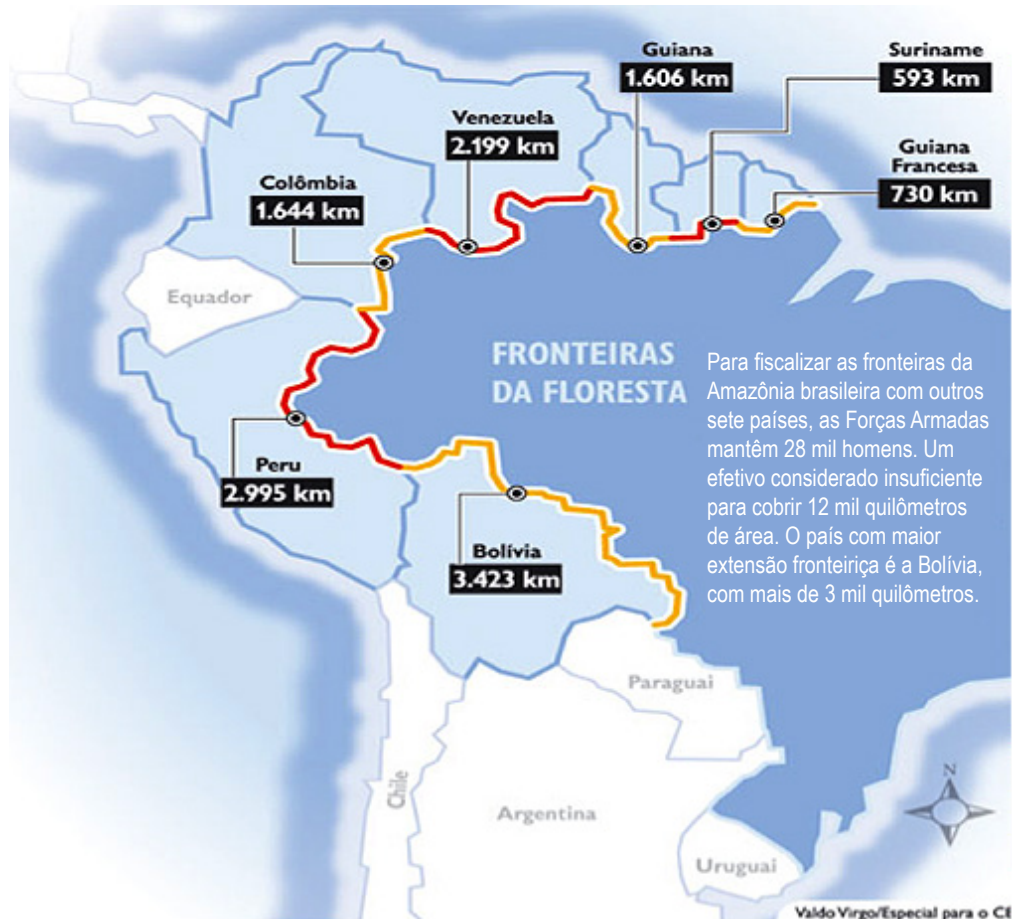 Guiana
1.606 km
Suriname
593 km
Venezuela
2.199 km
Guiana
Francesa
730 km
Colômbia
1.644 km
Equador
FRONTEIRAS
DA FLORESTA
Para fiscalizar as fronteiras da
Amazônia brasileira com outros
sete países, as Forças Armadas
mantêm 28 mil homens. Um
efetivo considerado insuficiente
para cobrir 12 mil quilômetros
de área. O país com maior
extensão fronteiriça é a Bolívia,
com mais de 3 mil quilômetros.
Peru
2.995 km
Bolívia
3.423 km
Paraguai
Chile
Argentina
N
Uruguai
Valdo Virgo/Especial para o